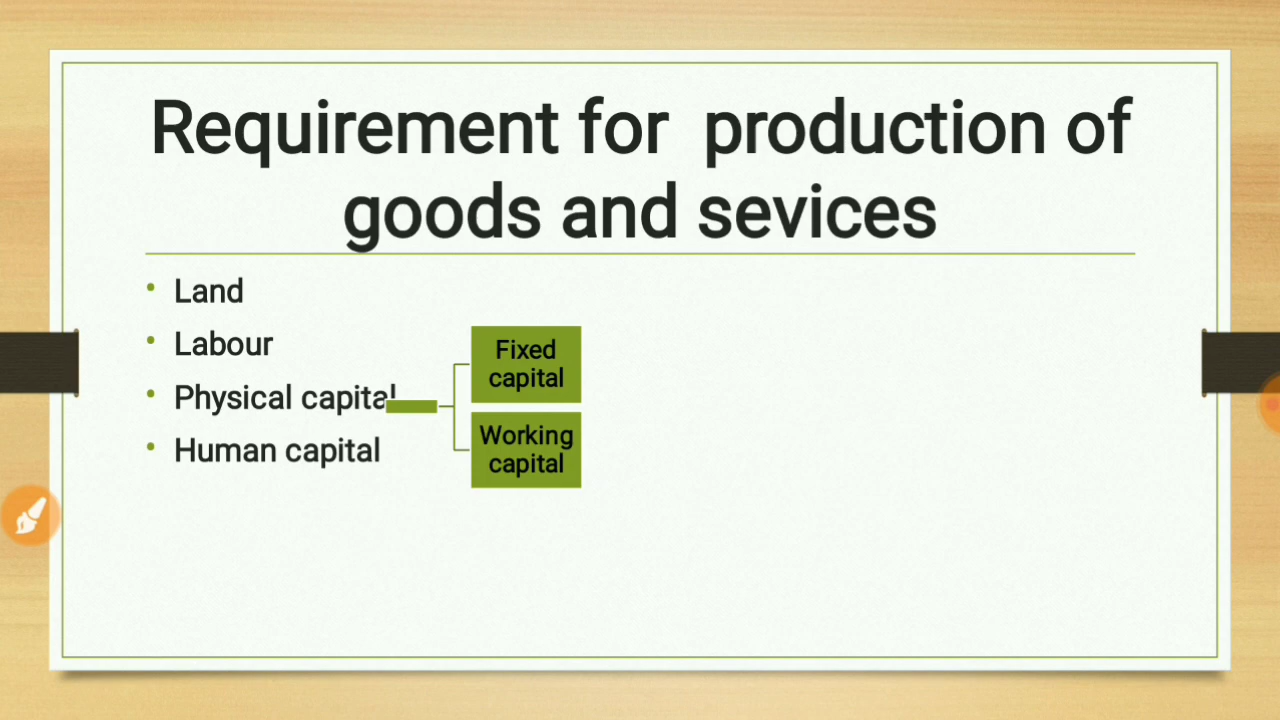 Requirement for  production of
goods and sevices
Land
Labour
Physical capital
Human capital
Fixed
capital
Working
capital